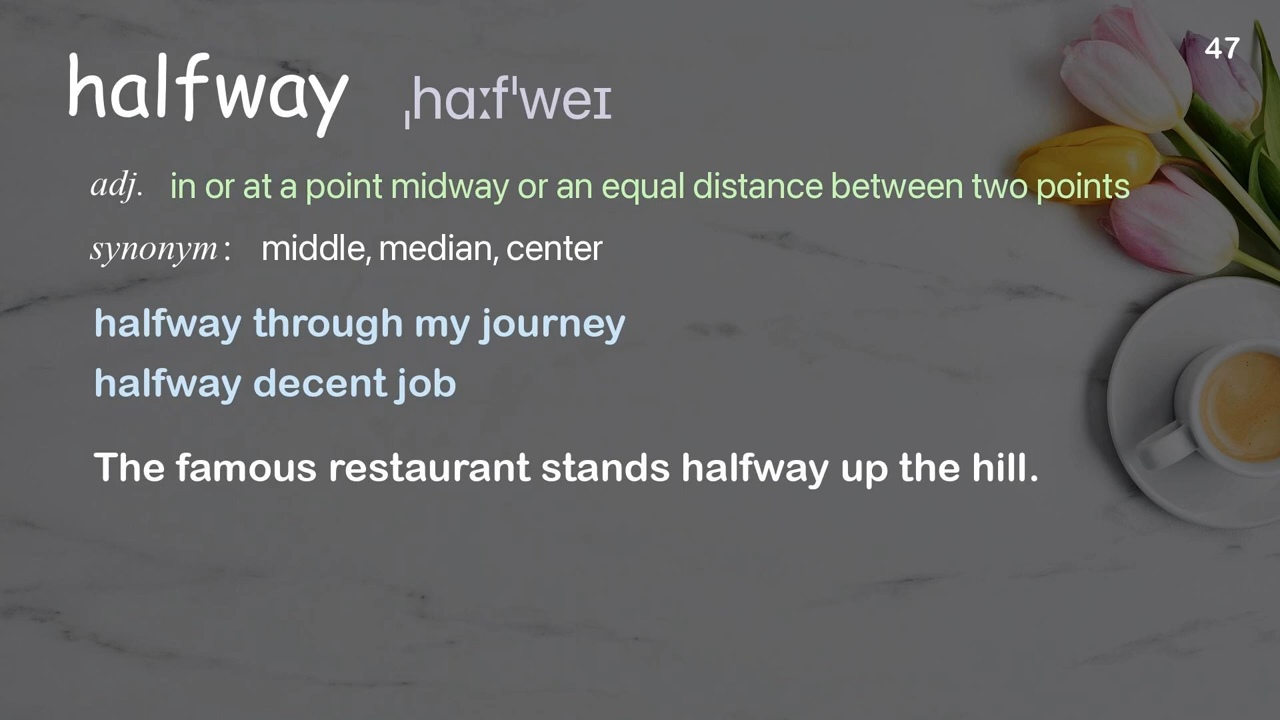 47
halfway ˌhɑːfˈweɪ
adj. in or at a point midway or an equal distance between two points
synonym: middle, median, center
halfway through my journey
halfway decent job
The famous restaurant stands halfway up the hill.